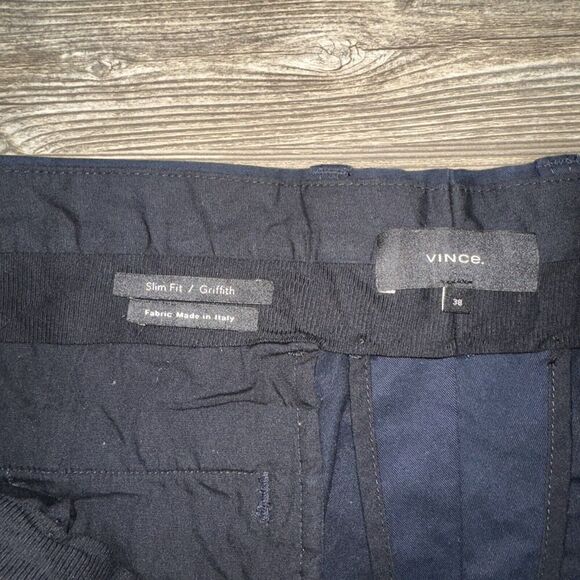 VINCE.
38
Slim Fit / Griffith
Fabric Made in Italy